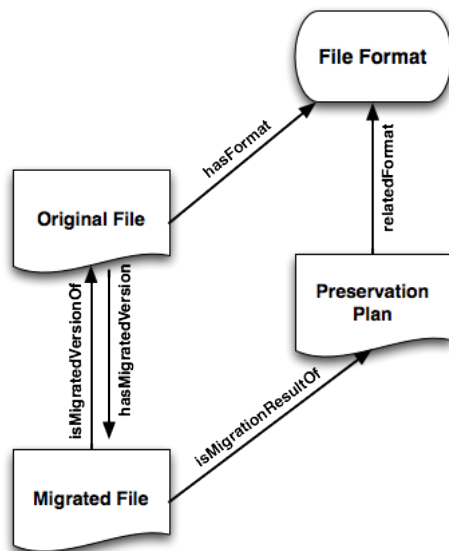 File Format
hasFormat
relatedFormat
Original File
Preservation
Plan
isMigratedVersionOf
hasMigratedVersion
isMigrationResultOf
Migrated File